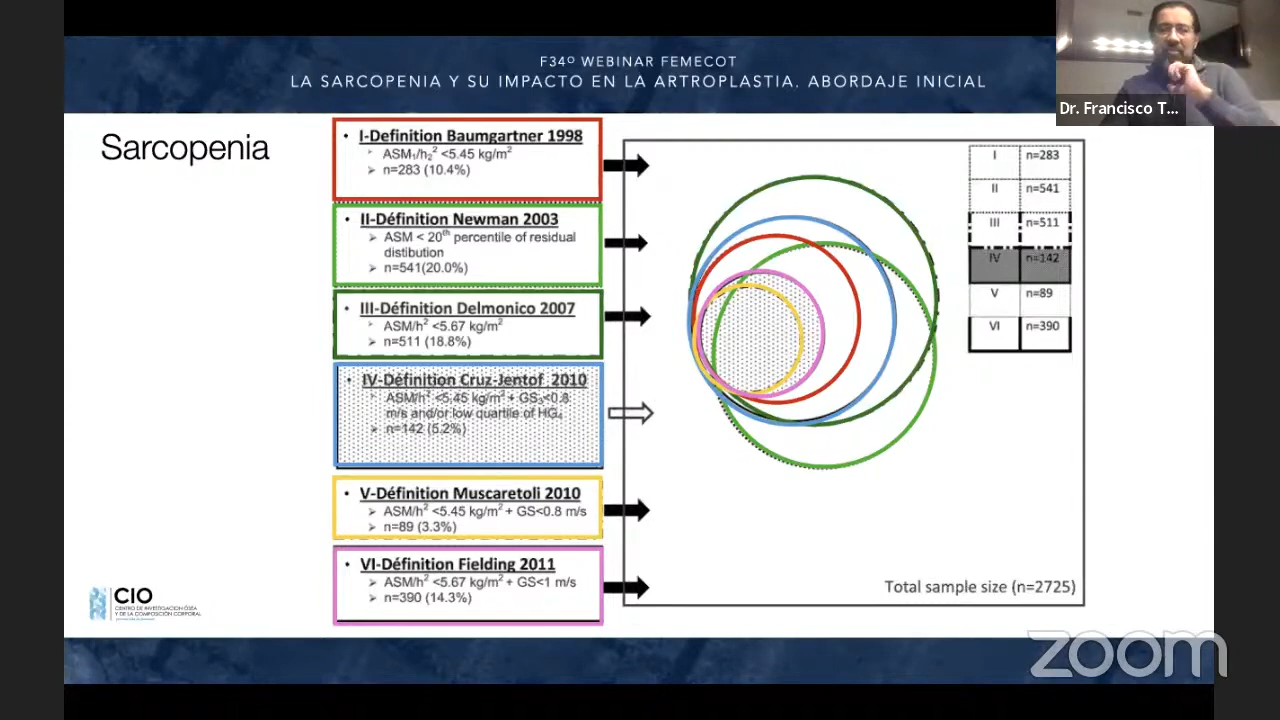 F34º WEBINAR FEMECOT
LA SARCOPENIA Y SU IMPACTO EN LA ARTROPLASTIA. ABORDAJE INICIAL
Dr. Francisco T...
Sarcopenia
• I-Definition Baumgartner 1998
ASM₁/h₂² <5.45 kg/m²
➢ n=283 (10.4%)
• II-Définition Newman 2003
➢ ASM < 20th percentile of residual
distibution
➢ n=541(20.0%)
• III-Définition Delmonico 2007
ASM/h² <5.67 kg/m²
➢ n=511 (18.8%)
• IV-Définition Cruz-Jentof 2010
ASM/h² <5.45 kg/m² + GS₃<0.8
m/s and/or low quartile of HG₄
➢ n=142 (5.2%)
• V-Définition Muscaretoli 2010
➢ ASM/h² <5.45 kg/m² + GS<0.8 m/s
➢ n=89 (3.3%)
• VI-Définition Fielding 2011
➢ ASM/h² <5.67 kg/m² + GS<1 m/s
➢ n=390 (14.3%)
I n=283
II n=541
III n=511
IV n=142
V n=89
VI n=390
Total sample size (n=2725)
CIO
CENTRO DE INVESTIGACIÓN ÓSEA
Y DE LA COMPOSICIÓN CORPORAL
zoom